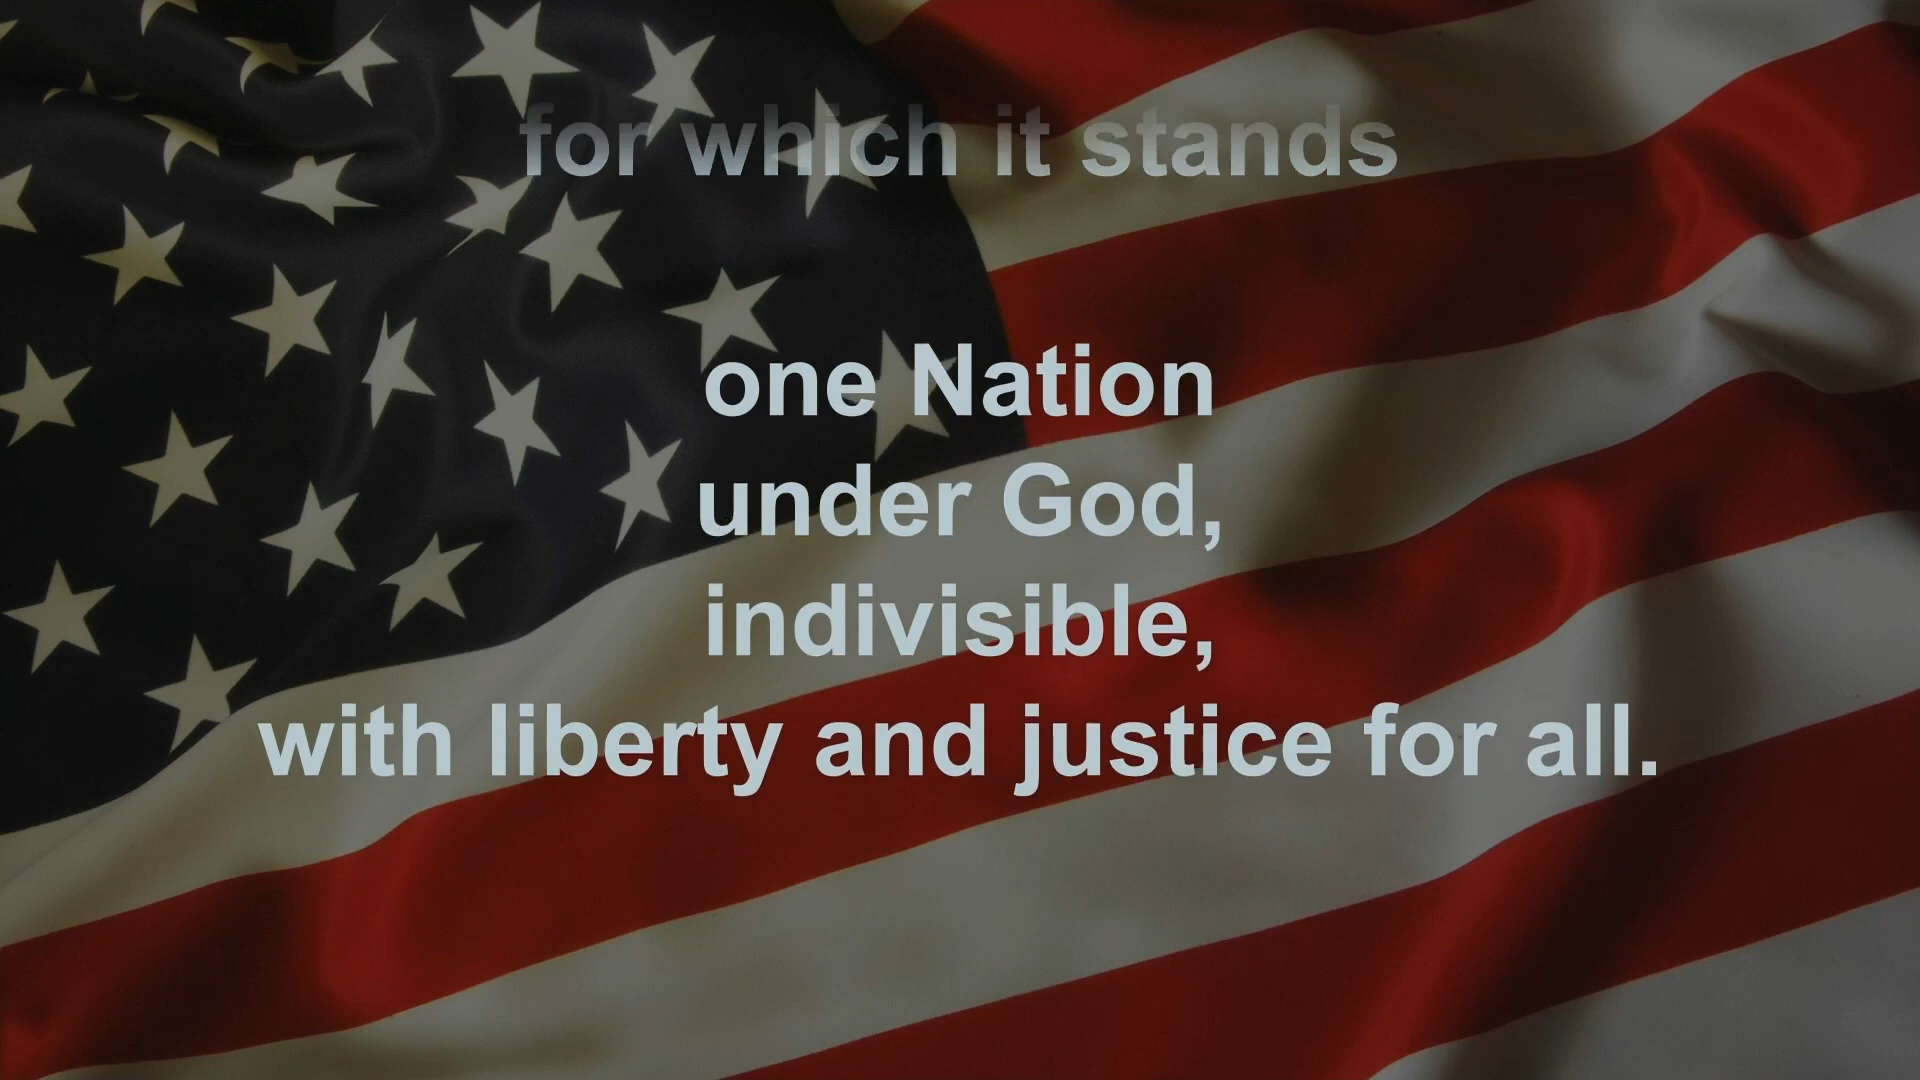 for which it stands
one Nation
under God,
indivisible,
with liberty and justice for all.